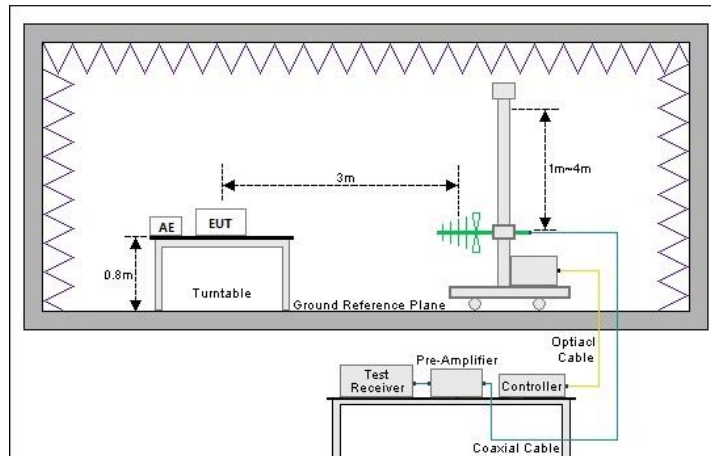 3m
1m~4m
AE
EUT
0.8m
Turntable
Ground Reference Plane
Optiacl
Cable
Pre-Amplifier
Test
Receiver
Controller
Coaxial Cable